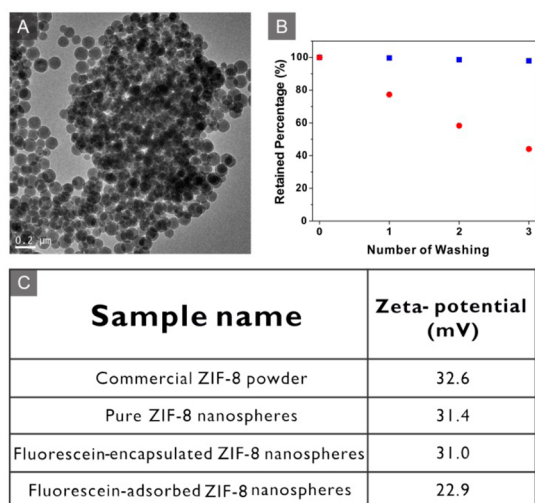 A
0.2 μm
B
Retained Percentage (%)
100
80
60
40
20
0
0 1 2 3
Number of Washing
C
Sample name
Zeta- potential
(mV)
Commercial ZIF-8 powder
32.6
Pure ZIF-8 nanospheres
31.4
Fluorescein-encapsulated ZIF-8 nanospheres
31.0
Fluorescein-adsorbed ZIF-8 nanospheres
22.9